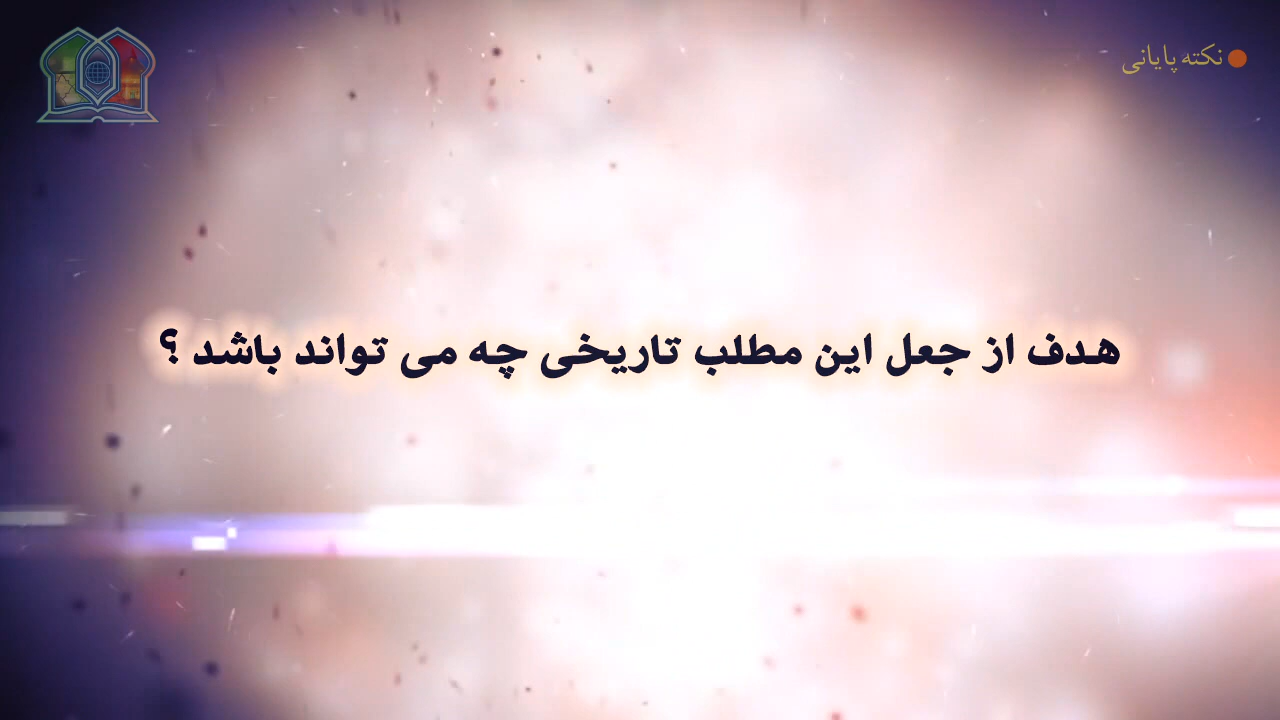 نکته پایانی
هدف از جعل این مطلب تاریخی چه می تواند باشد ؟